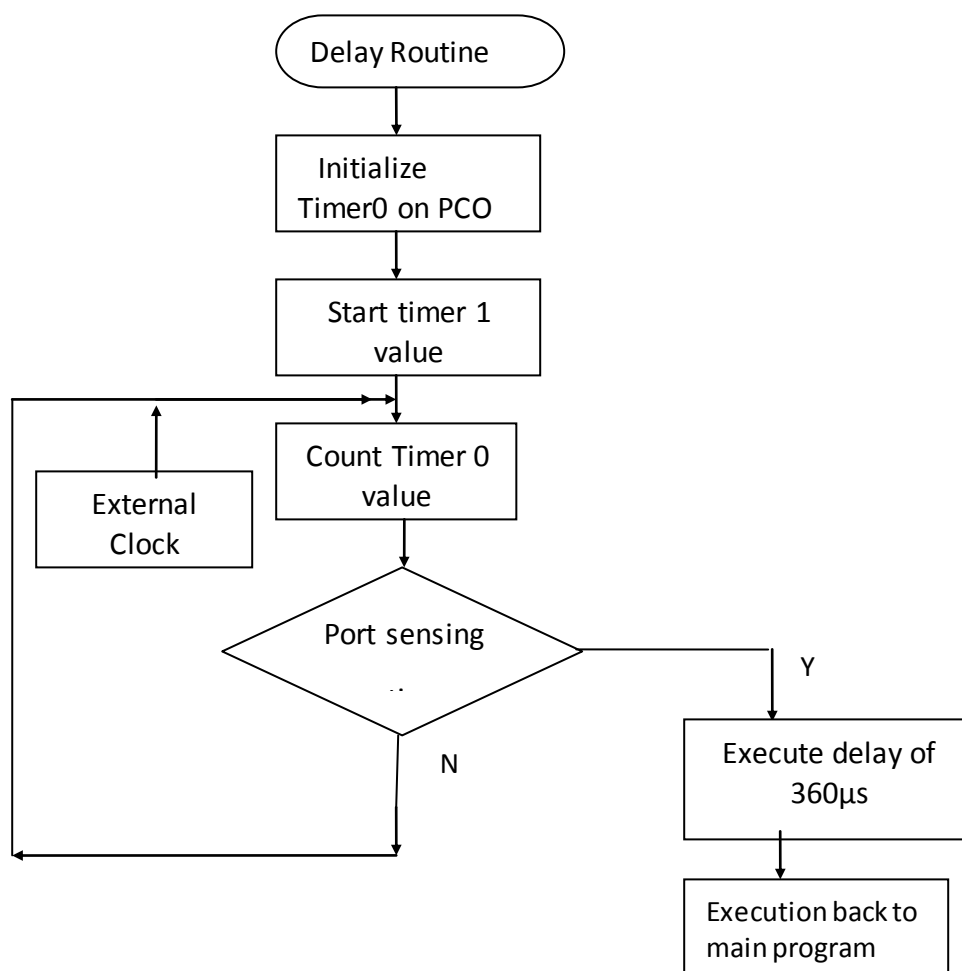 Delay Routine
Initialize
Timer0 on PCO
Start timer 1
value
Count Timer 0
value
External
Clock
Port sensing
Y
N
Execute delay of
360µs
Execution back to
main program